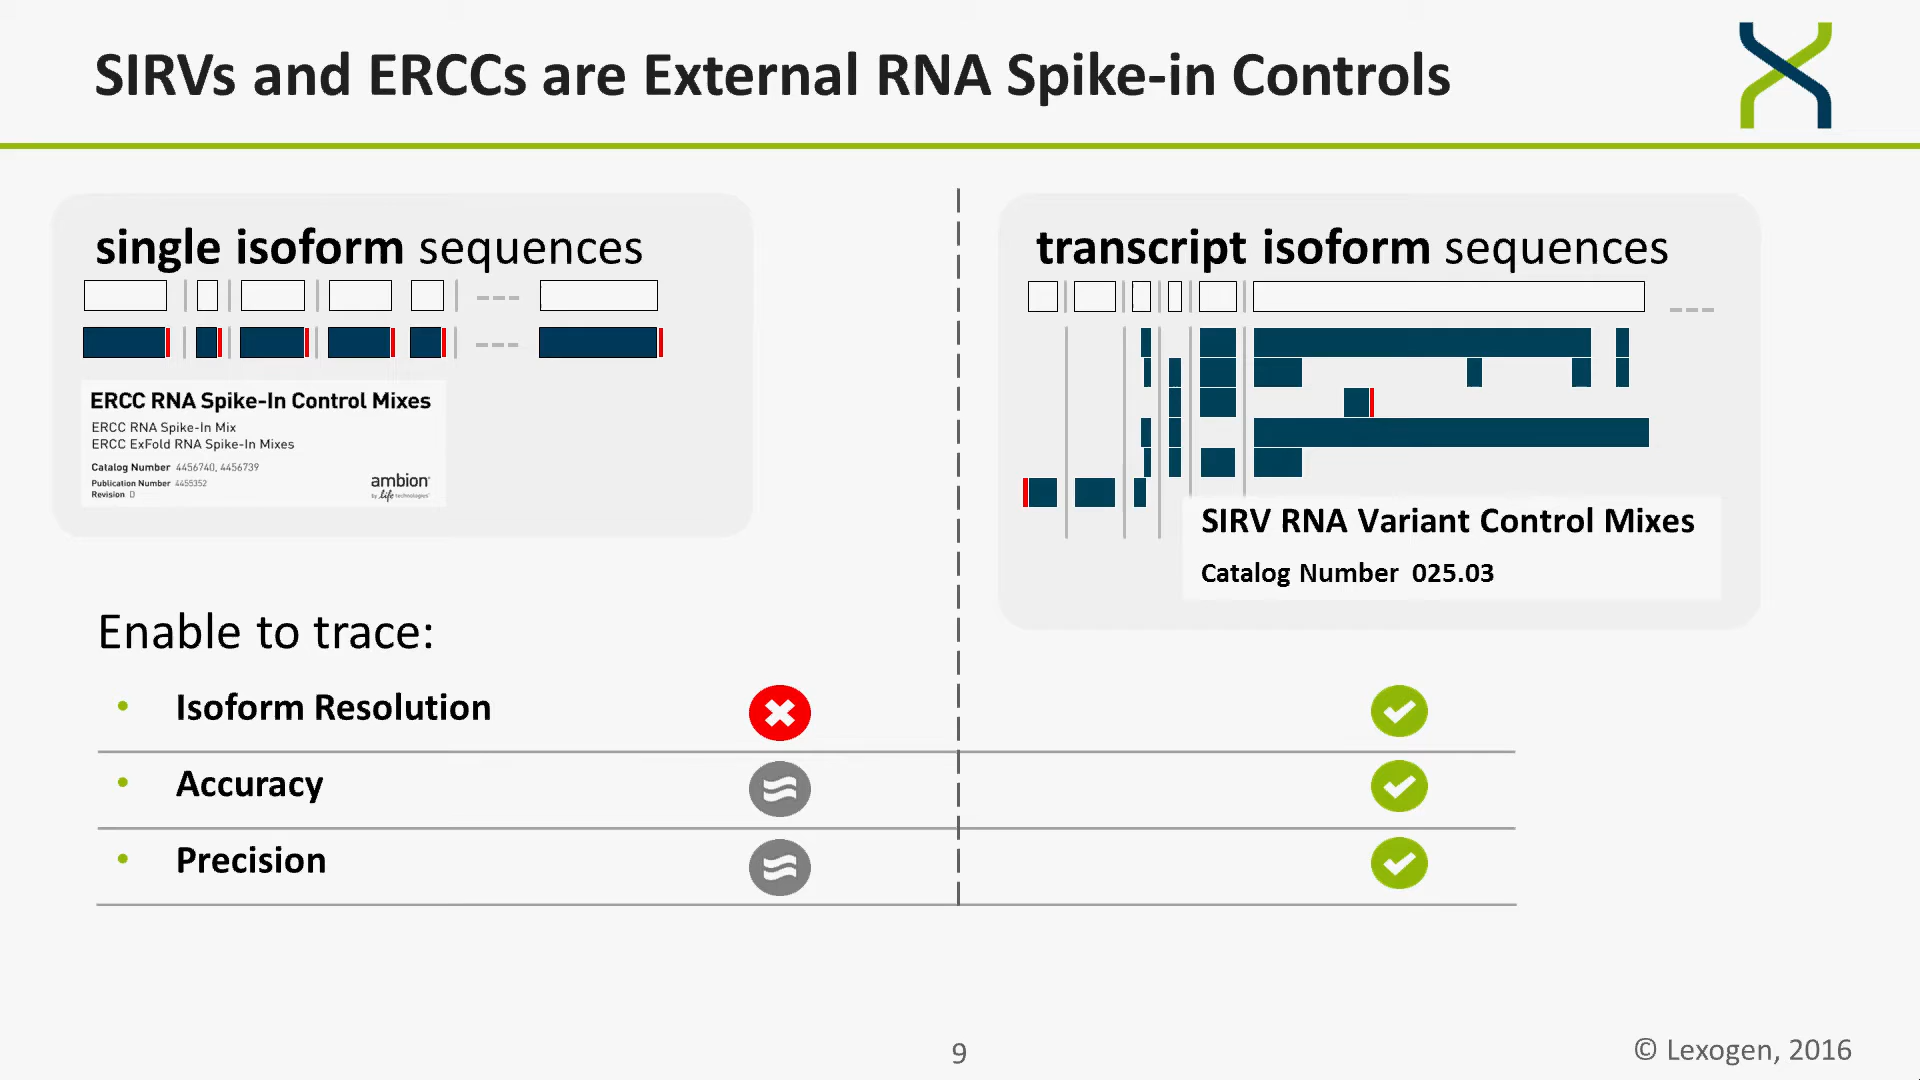 SIRVs and ERCCs are External RNA Spike-in Controls
single isoform sequences
ERCC RNA Spike-In Control Mixes
ERCC RNA Spike-In Mix
ERCC ExFold RNA Spike-In Mixes
Catalog Number 4456740, 4456739
Publication Number 4455352
Revision D
ambion
by life technologies
transcript isoform sequences
SIRV RNA Variant Control Mixes
Catalog Number 025.03
Enable to trace:
• Isoform Resolution
• Accuracy
• Precision
9
© Lexogen, 2016